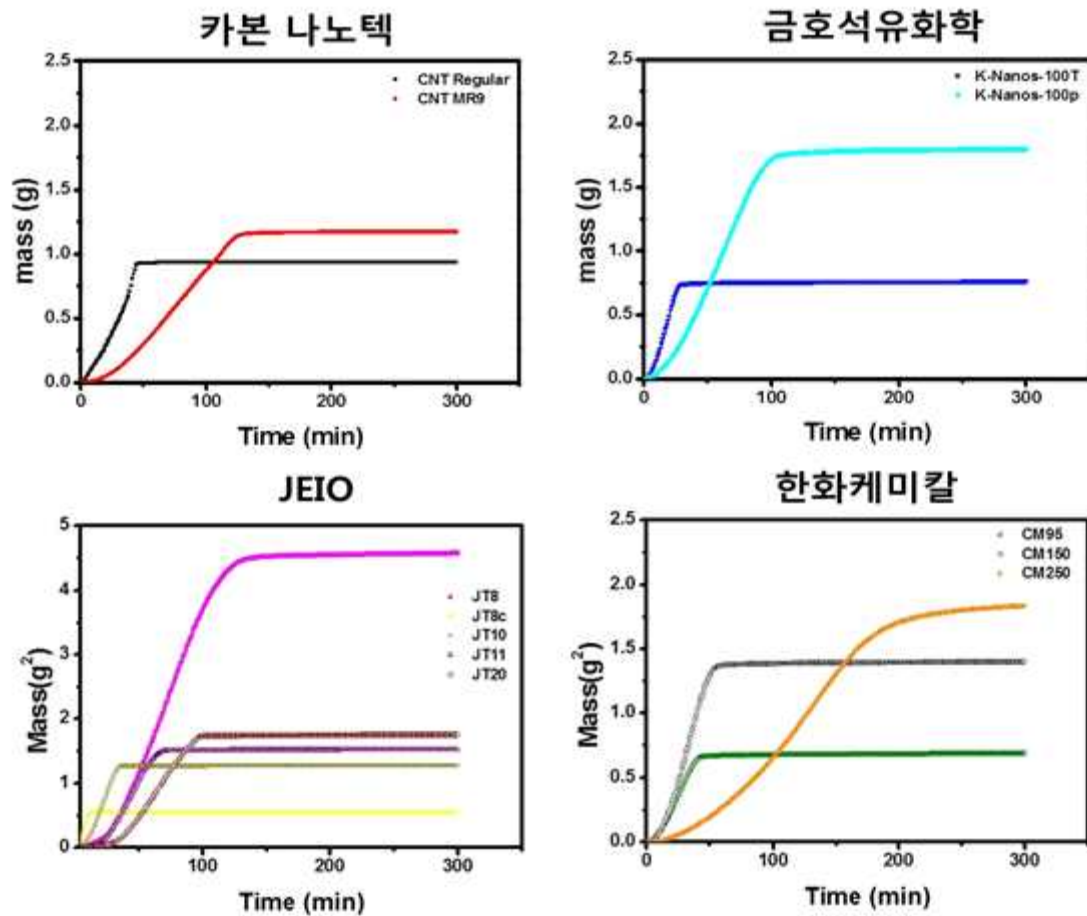 카본 나노텍
2.5
2.0
1.5
1.0
0.5
0.0
mass (g)
CNT Regular
CNT MR9
0
100
200
300
Time (min)
금호석유화학
2.5
2.0
1.5
1.0
0.5
0.0
mass (g)
K-Nanos-100T
K-Nanos-100p
0
100
200
300
Time (min)
JEIO
5
4
3
2
1
0
Mass(g²)
JT8
JT8c
JT10
JT11
JT20
100
200
300
Time (min)
한화케미칼
2.5
2.0
1.5
1.0
0.5
0.0
Mass(g²)
CM95
CM150
CM250
0
100
200
300
Time (min)